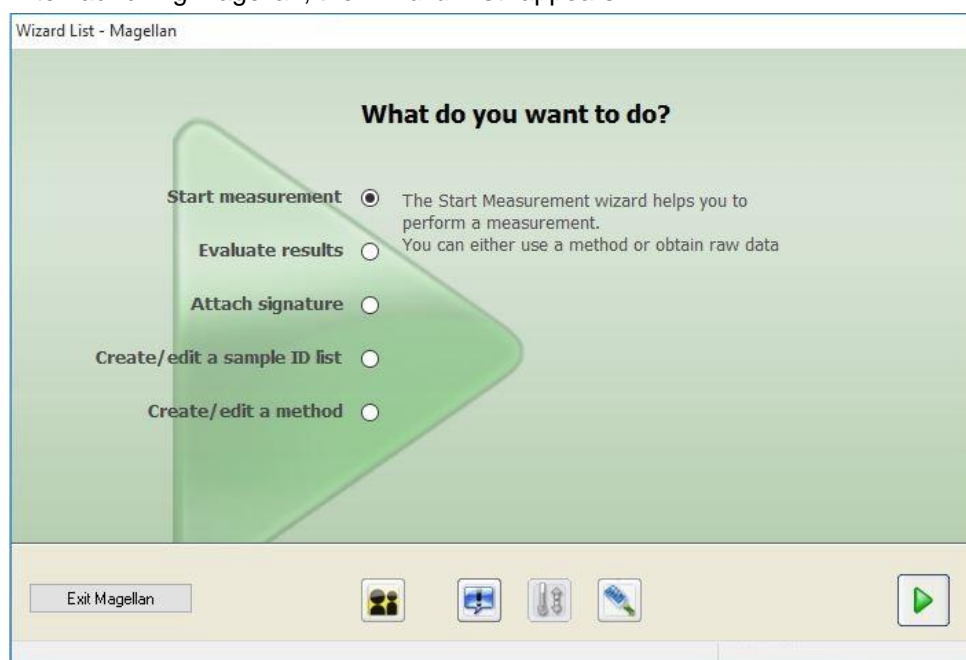 Wizard List - Magellan
What do you want to do?
Start measurement
The Start Measurement wizard helps you to
perform a measurement.
You can either use a method or obtain raw data
Evaluate results
Attach signature
Create/edit a sample ID list
Create/edit a method
Exit Magellan